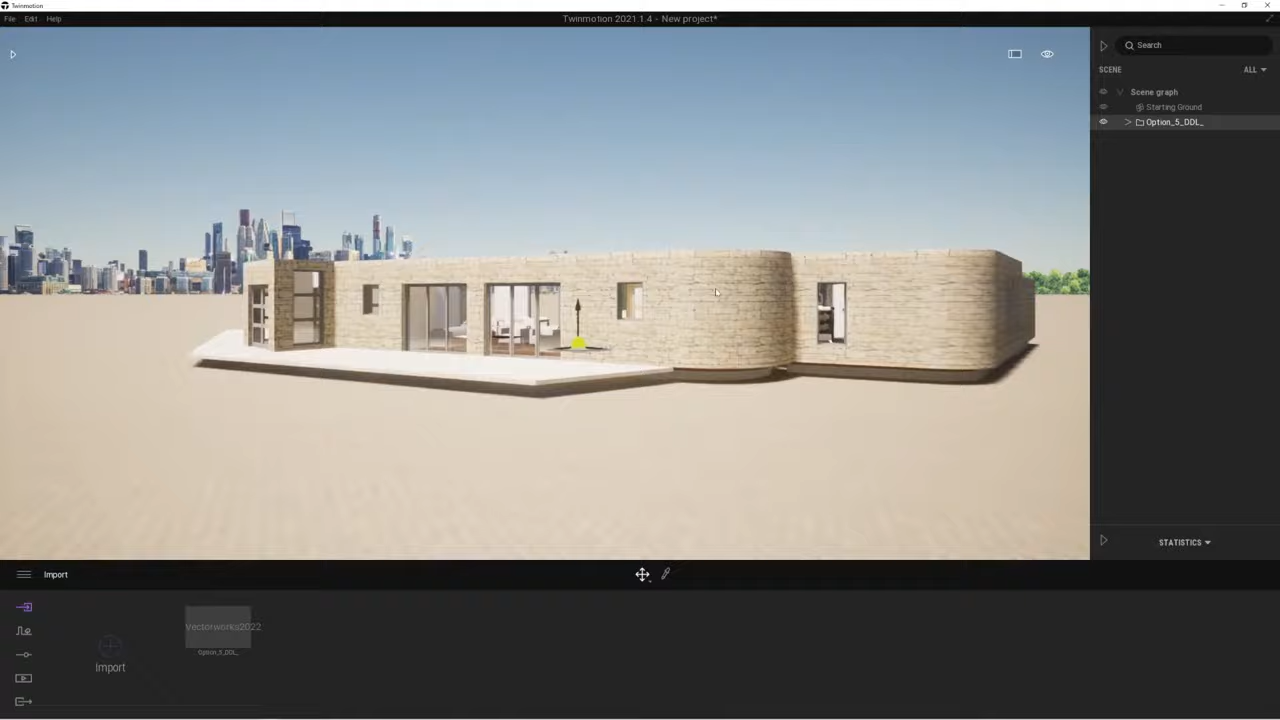 Twinmotion
File Edit Help
Twinmotion 2021.1.4 - New project*
Search
SCENE
ALL
Scene graph
Starting Ground
Option_5_DDL_
STATISTICS
Import
Vectorworks2022
Import
Option_5_DDL_